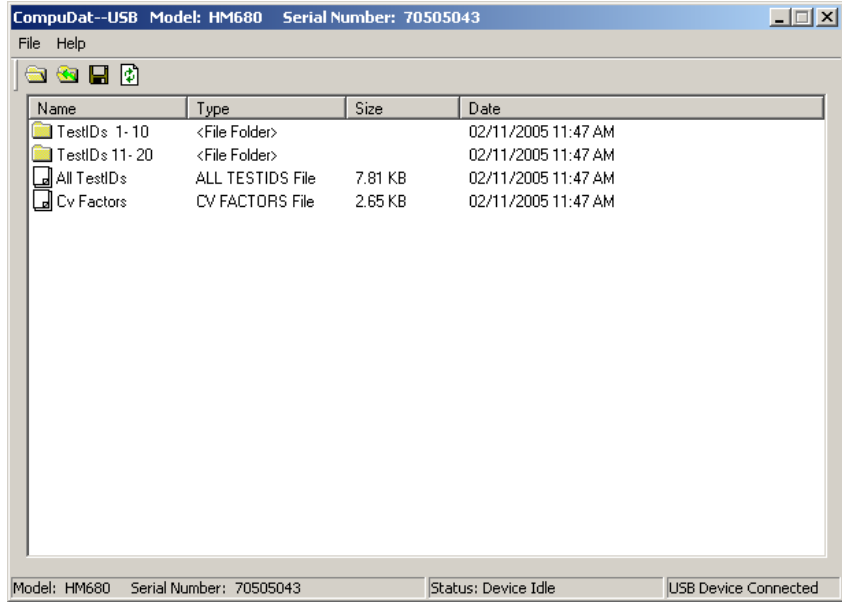 CompuDat--USB Model: HM680 Serial Number: 70505043
File Help
Name Type Size Date
TestIDs 1-10 <File Folder> 02/11/2005 11:47 AM
TestIDs 11-20 <File Folder> 02/11/2005 11:47 AM
All TestIDs ALL TESTIDS File 7.81 KB 02/11/2005 11:47 AM
Cv Factors CV FACTORS File 2.65 KB 02/11/2005 11:47 AM
Model: HM680 Serial Number: 70505043 Status: Device Idle USB Device Connected